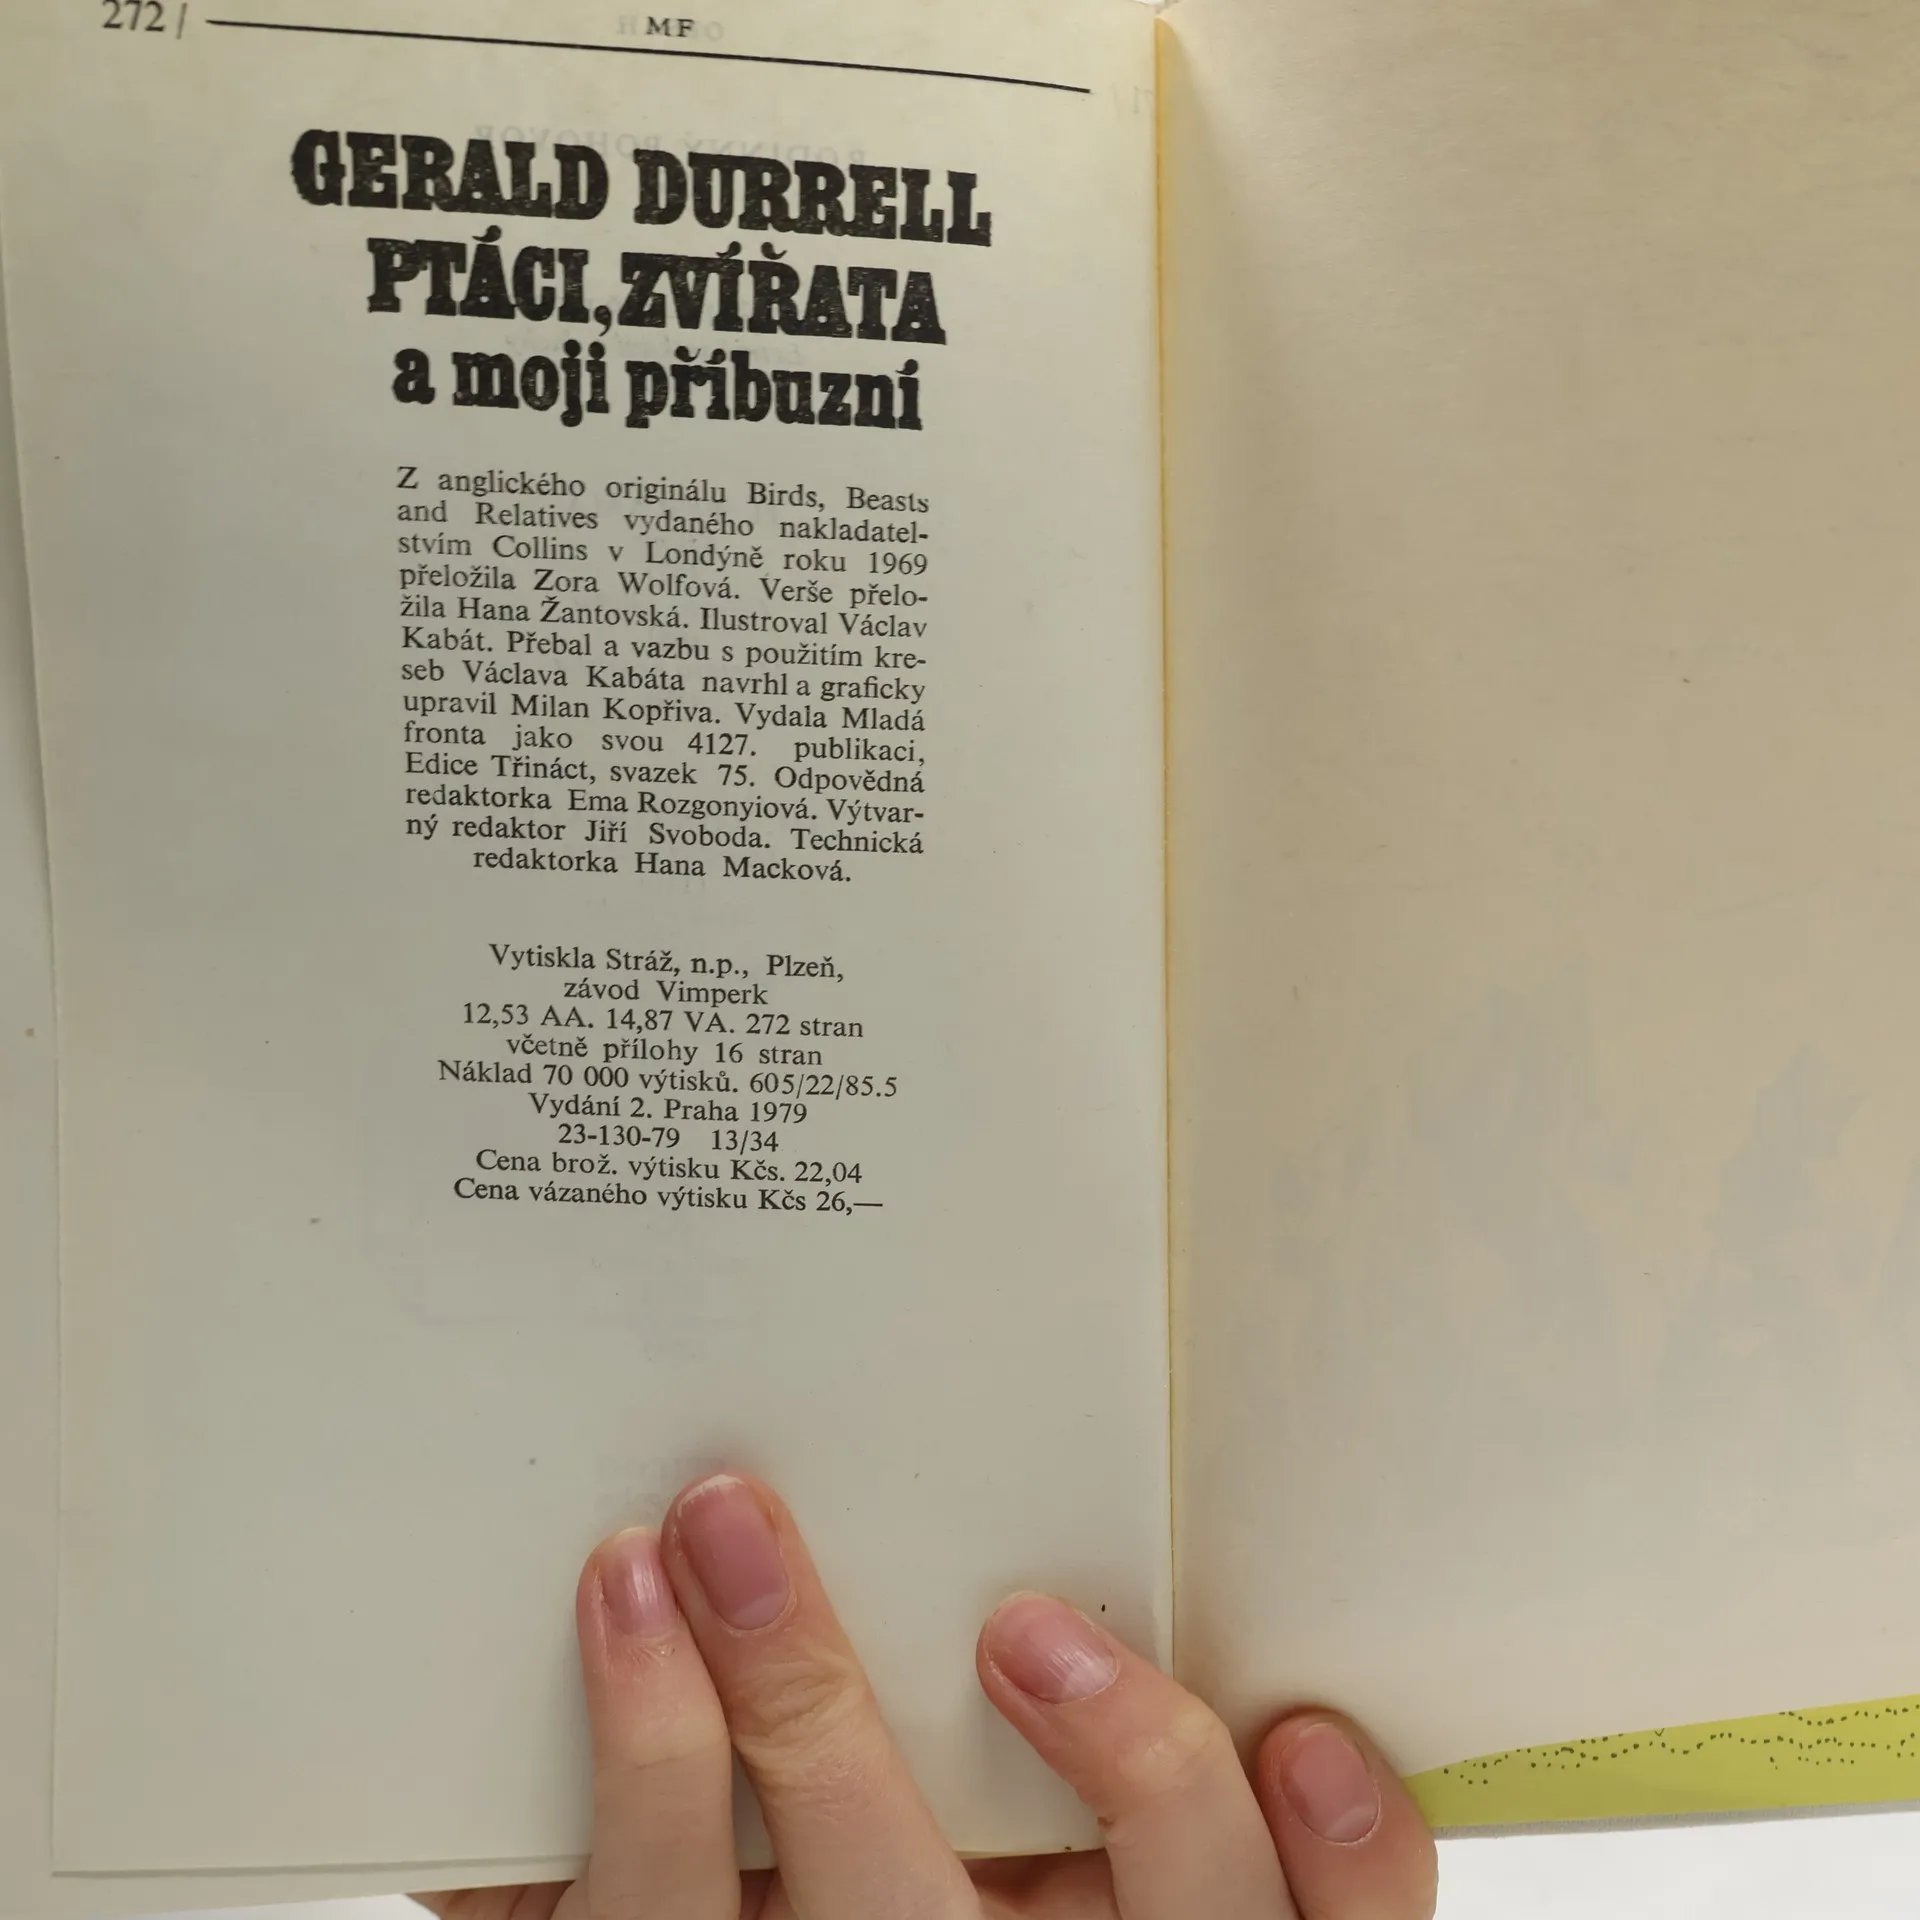 272 /
MF
GERALD DURRELL
PTÁCI, ZVÍŘATA
a moji příbuzní
Z anglického originálu Birds, Beasts
and Relatives vydaného nakladatel-
stvím Collins v Londýně roku 1969
přeložila Zora Wolfová. Verše přelo-
žila Hana Žantovská. Ilustroval Václav
Kabát. Přebal a vazbu s použitím kre-
seb Václava Kabáta navrhl a graficky
upravil Milan Kopřiva. Vydala Mladá
fronta jako svou 4127. publikaci,
Edice Třináct, svazek 75. Odpovědná
redaktorka Ema Rozgonyiová. Výtvar-
ný redaktor Jiří Svoboda. Technická
redaktorka Hana Macková.
Vytiskla Stráž, n.p., Plzeň,
závod Vimperk
12,53 AA. 14,87 VA. 272 stran
včetně přílohy 16 stran
Náklad 70 000 výtisků. 605/22/85.5
Vydání 2. Praha 1979
23-130-79 13/34
Cena brož. výtisku Kčs. 22,04
Cena vázaného výtisku Kčs 26,—